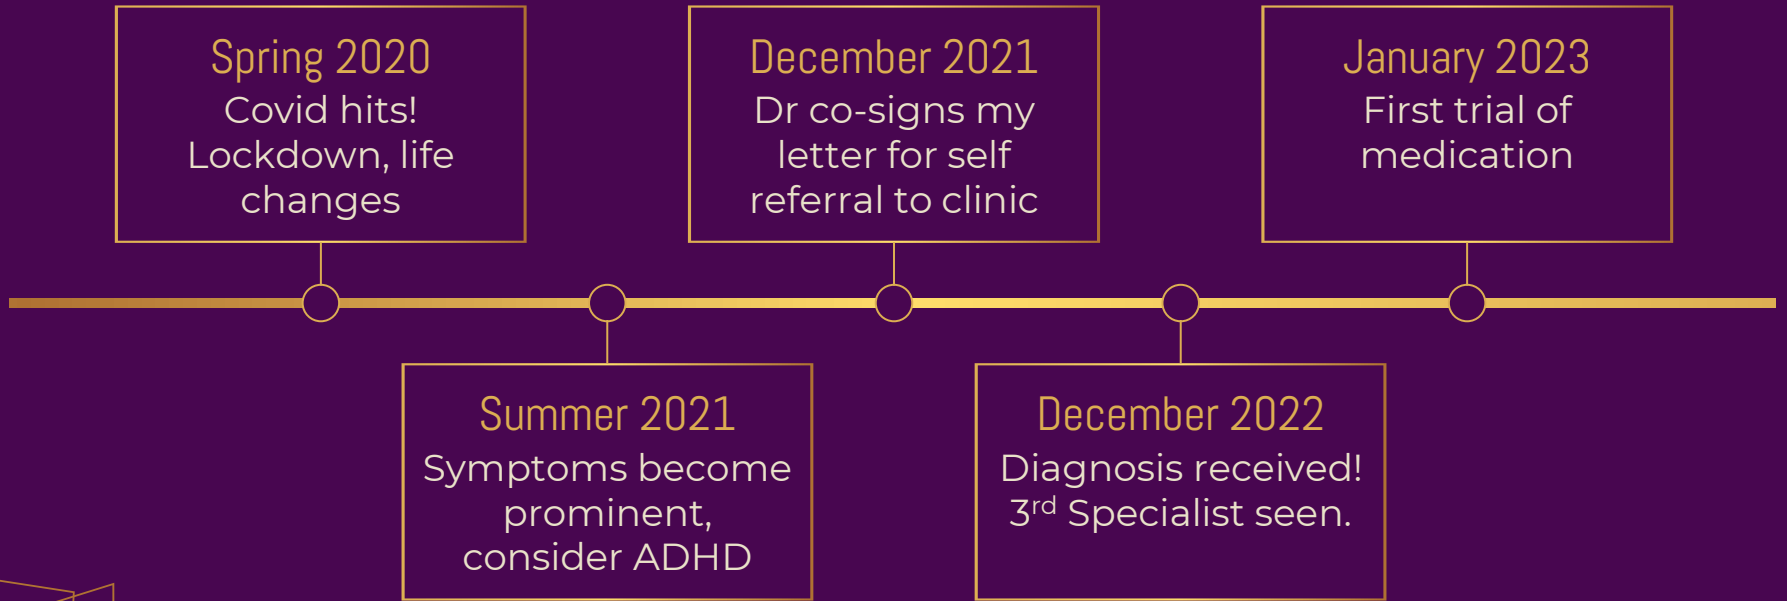 Spring 2020
Covid hits!
Lockdown, life
changes
Summer 2021
Symptoms become
prominent,
consider ADHD
December 2021
Dr co-signs my
letter for self
referral to clinic
December 2022
Diagnosis received!
3rd Specialist seen.
January 2023
First trial of
medication